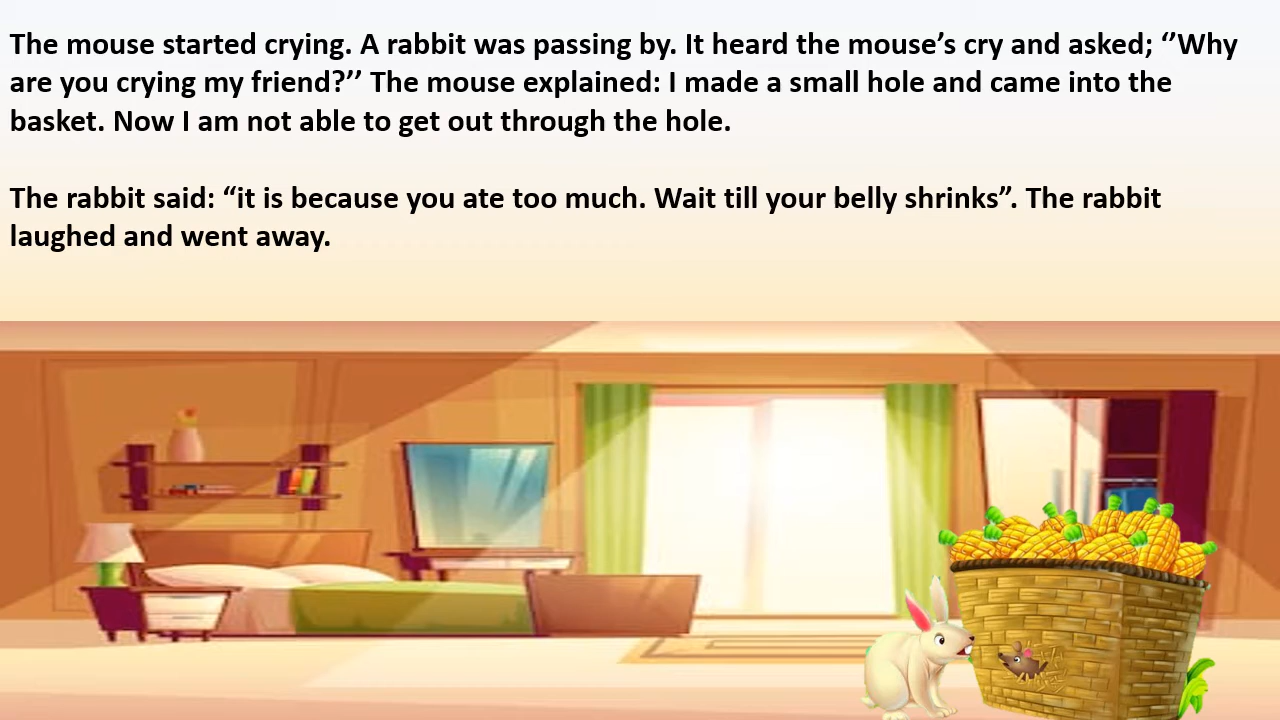 The mouse started crying. A rabbit was passing by. It heard the mouse’s cry and asked; ‘’Why
are you crying my friend?’’ The mouse explained: I made a small hole and came into the
basket. Now I am not able to get out through the hole.
The rabbit said: “it is because you ate too much. Wait till your belly shrinks”. The rabbit
laughed and went away.